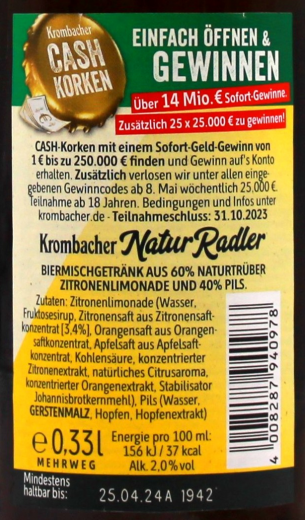 Krombacher
CASH
KORKEN
EINFACH ÖFFNEN &
GEWINNEN
Über 14 Mio. € Sofort-Gewinne.
Zusätzlich 25 x 25.000 € zu gewinnen!
CASH-Korken mit einem Sofort-Geld-Gewinn von
1 € bis zu 250.000 € finden und Gewinn auf's Konto
erhalten. Zusätzlich verlosen wir unter allen einge-
gebenen Gewinncodes ab 8. Mai wöchentlich 25.000 €.
Teilnahme ab 18 Jahren. Bedingungen und Infos unter
krombacher.de - Teilnahmeschluss: 31.10.2023
Krombacher Natur Radler
BIERMISCHGETRÄNK AUS 60% NATURTRÜBER
ZITRONENLIMONADE UND 40% PILS.
Zutaten: Zitronenlimonade (Wasser,
Fruktosesirup, Zitronensaft aus Zitronensaft-
konzentrat [3,4%], Orangensaft aus Orangen-
saftkonzentrat, Apfelsaft aus Apfelsaft-
konzentrat, Kohlensäure, konzentrierter
Zitronenextrakt, natürliches Citrusaroma,
konzentrierter Orangenextrakt, Stabilisator
Johannisbrotkernmehl), Pils (Wasser,
GERSTENMALZ, Hopfen, Hopfenextrakt)
4 008287 940978
e 0,33l
MEHRWEG
Energie pro 100 ml:
156 kJ / 37 kcal
Alk. 2,0% vol
Mindestens
haltbar bis:
25.04.24A 1942